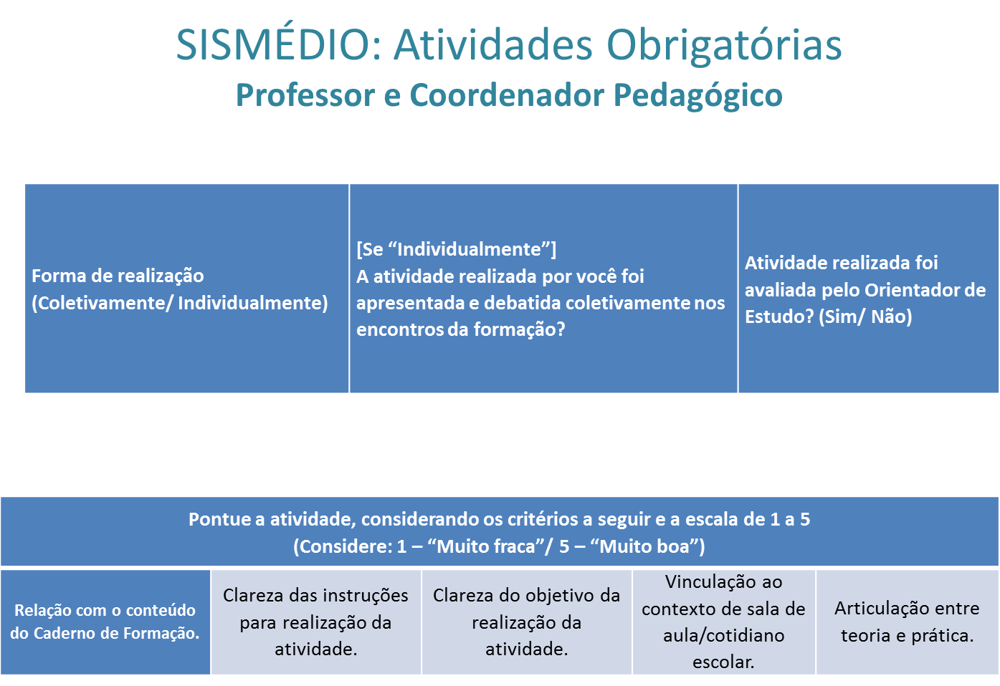 SISMÉDIO: Atividades Obrigatórias
Professor e Coordenador Pedagógico
Forma de realização
(Coletivamente/ Individualmente)
[Se “Individualmente”]
A atividade realizada por você foi
apresentada e debatida coletivamente nos
encontros da formação?
Atividade realizada foi
avaliada pelo Orientador de
Estudo? (Sim/ Não)
Pontue a atividade, considerando os critérios a seguir e a escala de 1 a 5
(Considere: 1 – “Muito fraca”/ 5 – “Muito boa”)
Relação com o conteúdo
do Caderno de Formação.
Clareza das instruções
para realização da
atividade.
Clareza do objetivo da
realização da
atividade.
Vinculação ao
contexto de sala de
aula/cotidiano
escolar.
Articulação entre
teoria e prática.